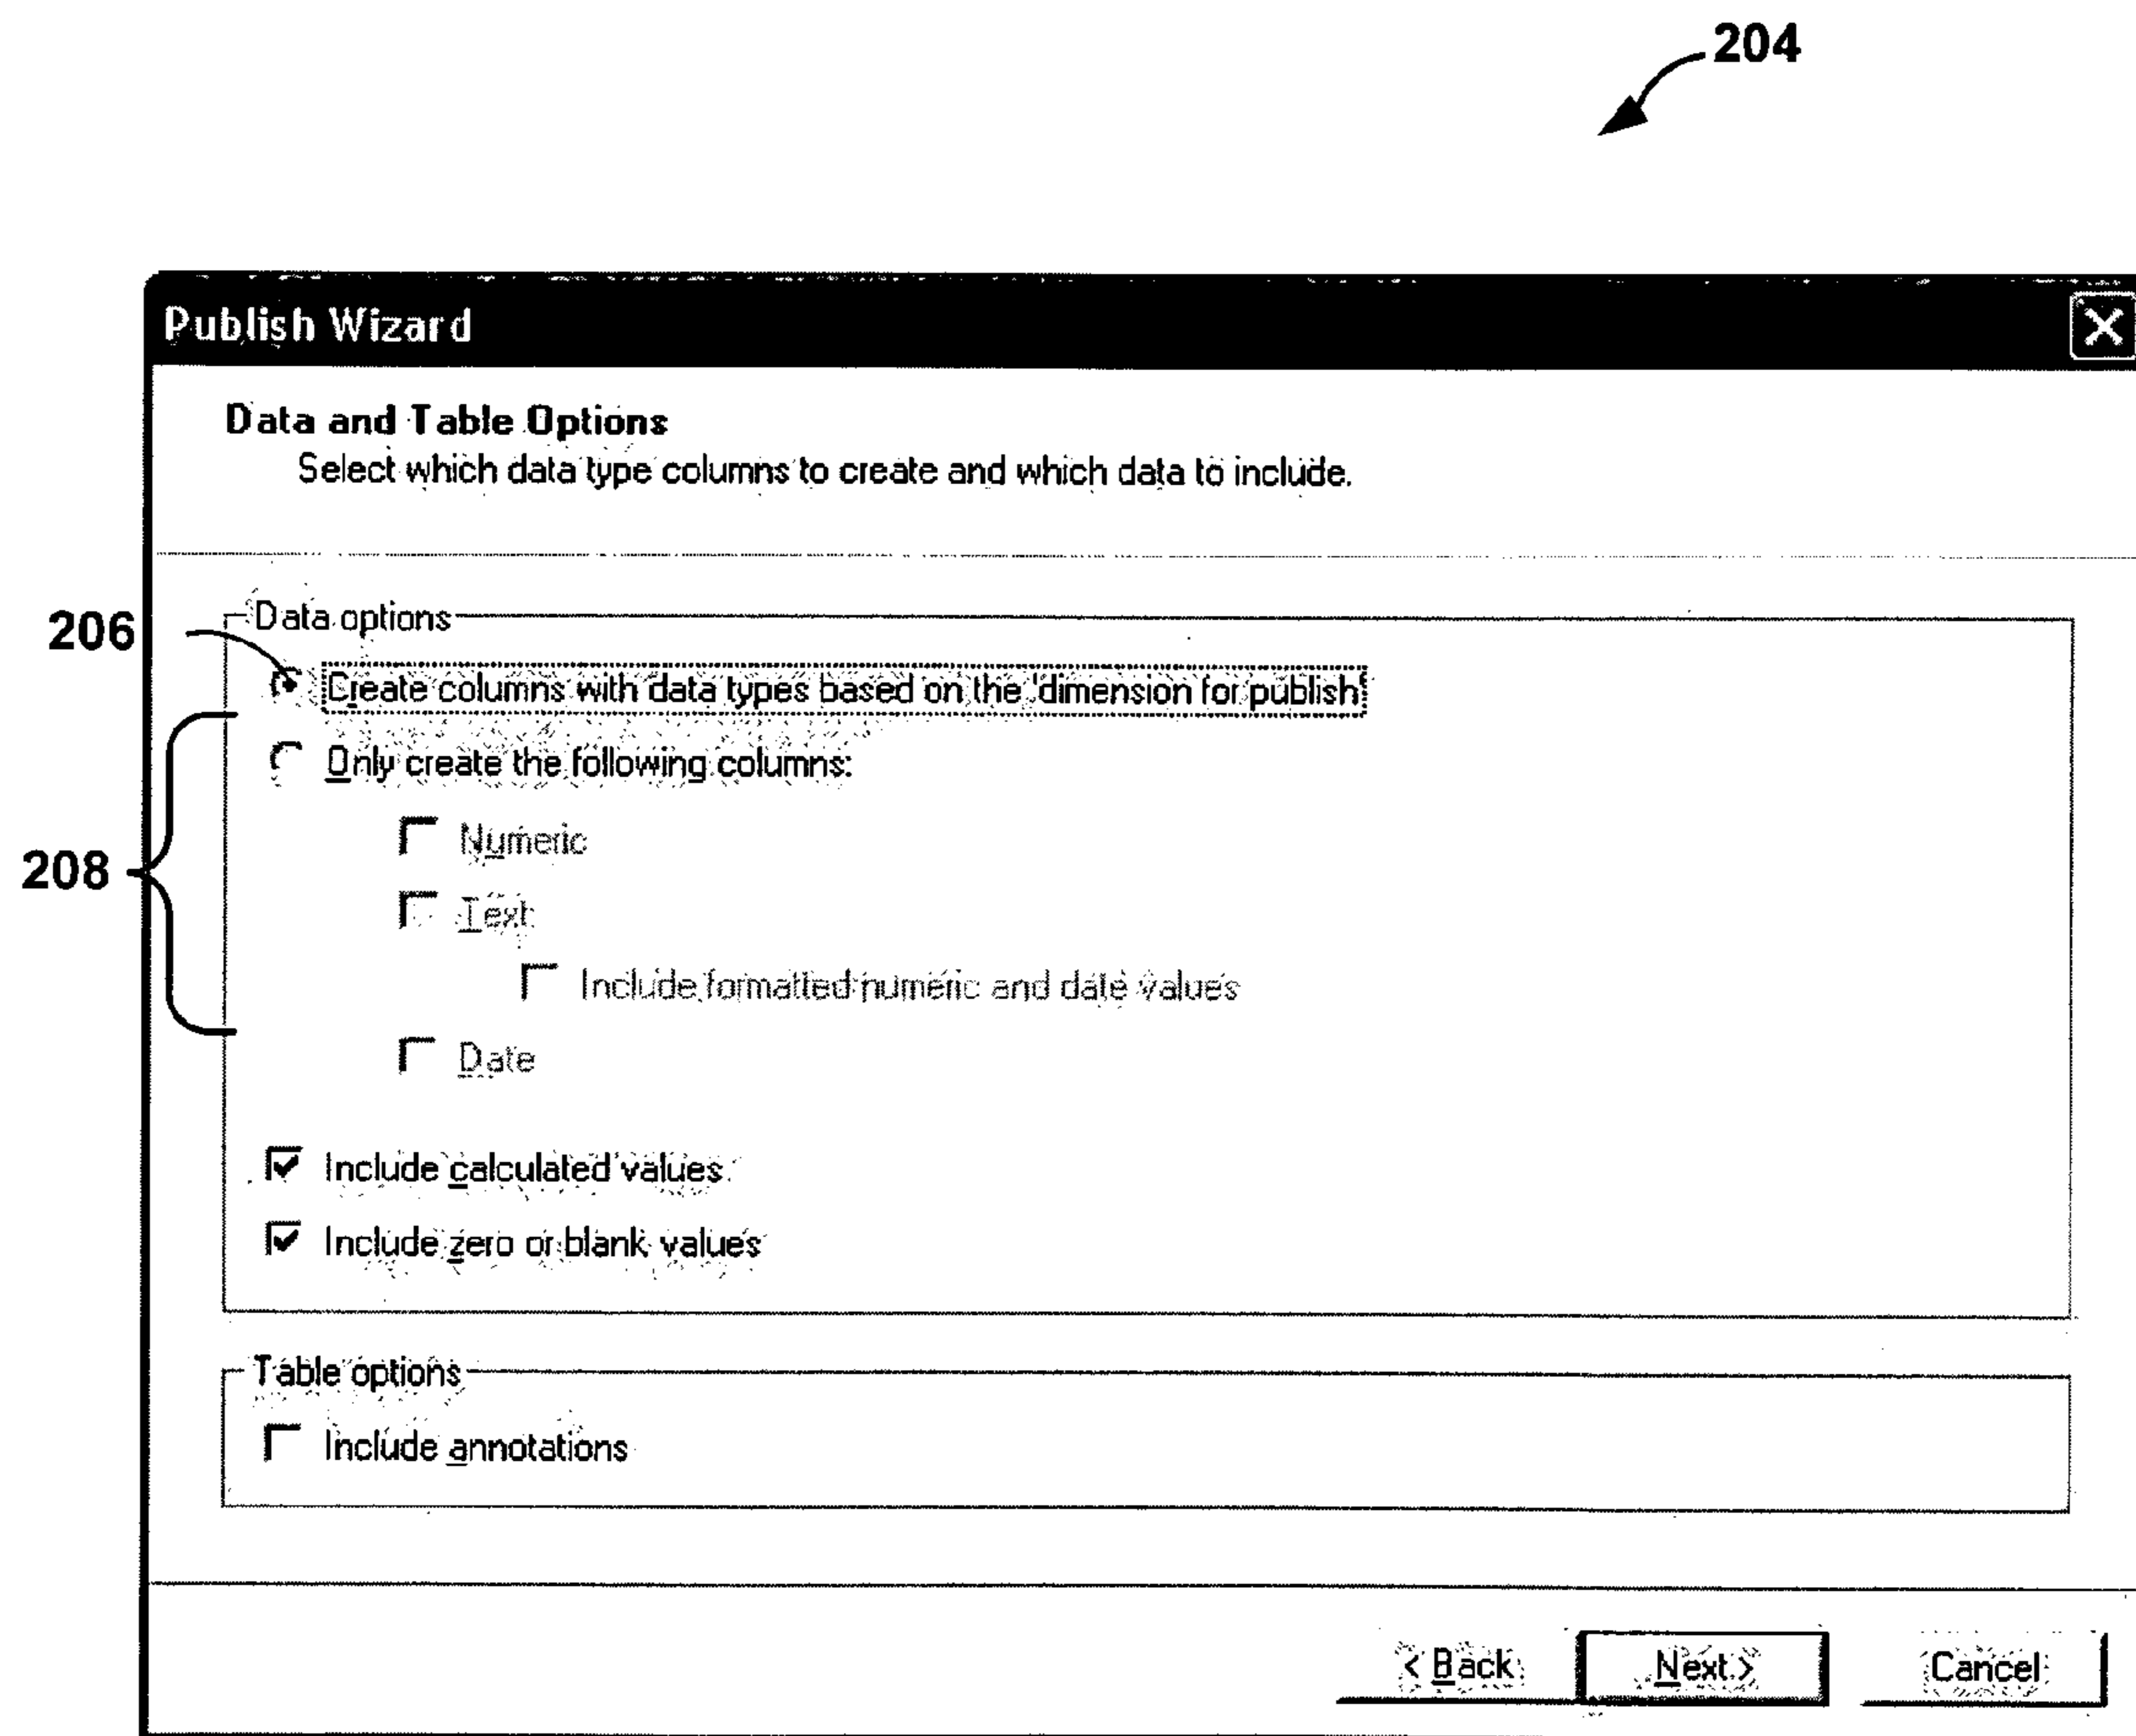 204
Publish Wizard
Data and Table Options
Select which data type columns to create and which data to include.
206
Data options
Create columns with data types based on the 'dimension for publish'
Only create the following columns:
208
Numeric
Text
Include formatted numeric and date values
Date
Include calculated values
Include zero or blank values
Table options
Include annotations
< Back
Next >
Cancel